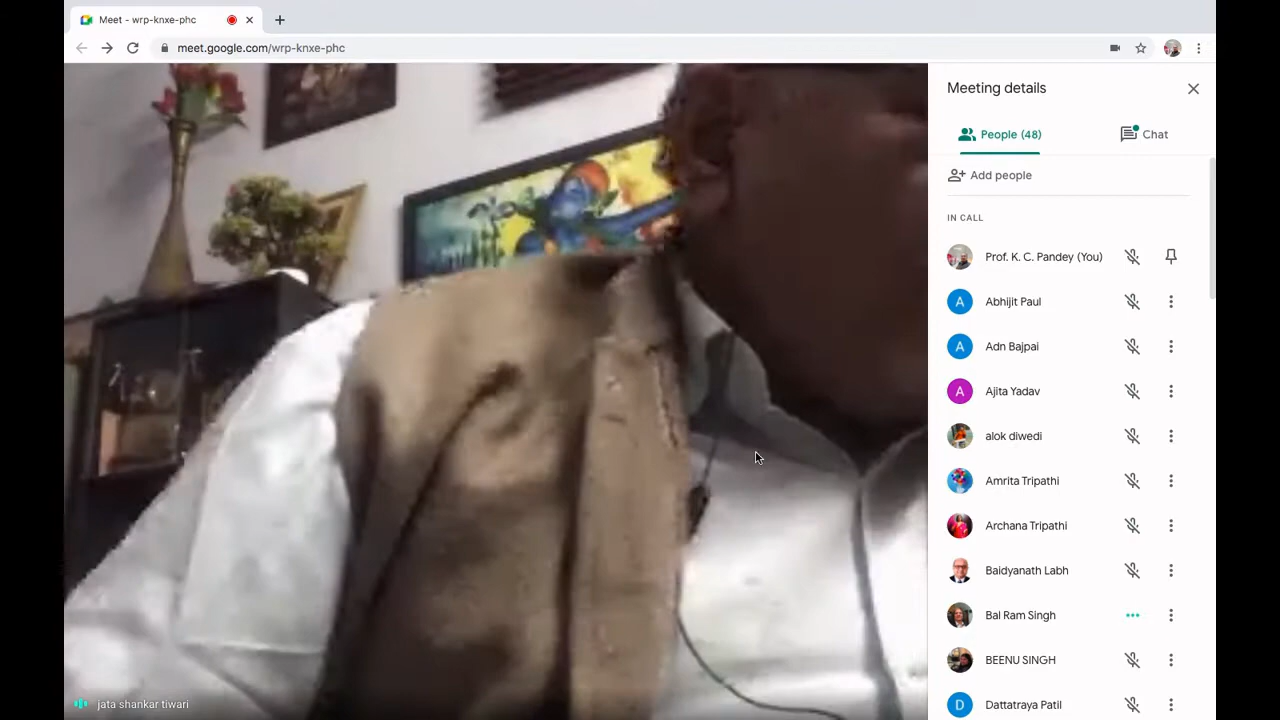 Meet - wrp-knxe-phc
meet.google.com/wrp-knxe-phc
Meeting details
People (48)
Chat
Add people
IN CALL
Prof. K. C. Pandey (You)
A Abhijit Paul
A Adn Bajpai
A Ajita Yadav
alok diwedi
Amrita Tripathi
Archana Tripathi
Baidyanath Labh
Bal Ram Singh
BEENU SINGH
D Dattatraya Patil
jata shankar tiwari